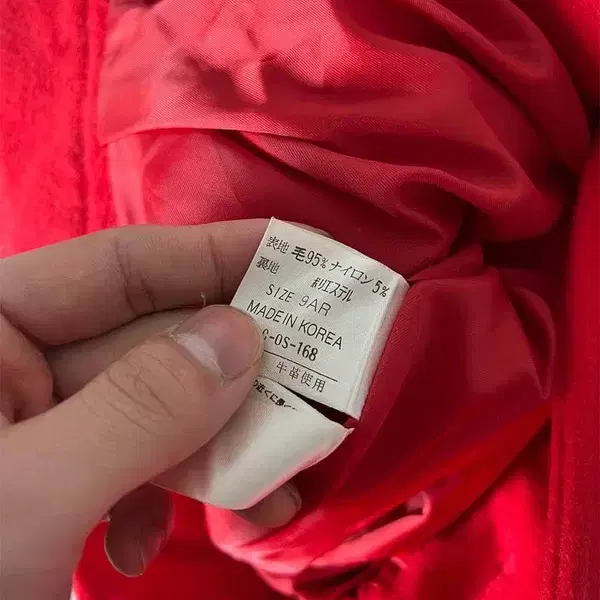 表地 毛95% ナイロン5%
裏地 ポリエステル
SIZE 9AR
MADE IN KOREA
-OS-168
牛革使用